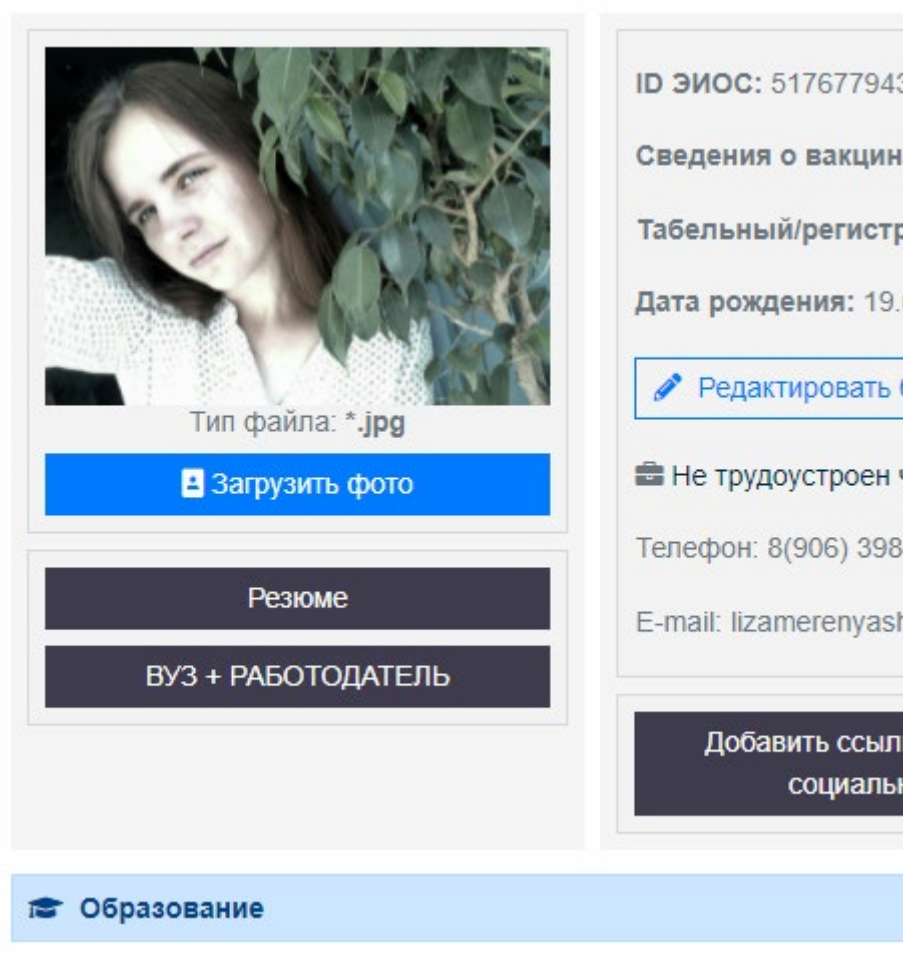 Тип файла: *.jpg
Загрузить фото
Резюме
ВУЗ + РАБОТОДАТЕЛЬ
ID ЭИОС: 517677943
Сведения о вакцин
Табельный/регистр
Дата рождения: 19.
Редактировать
Не трудоустроен
Телефон: 8(906) 398
E-mail: lizamerenyash
Добавить ссыл
социальн
Образование